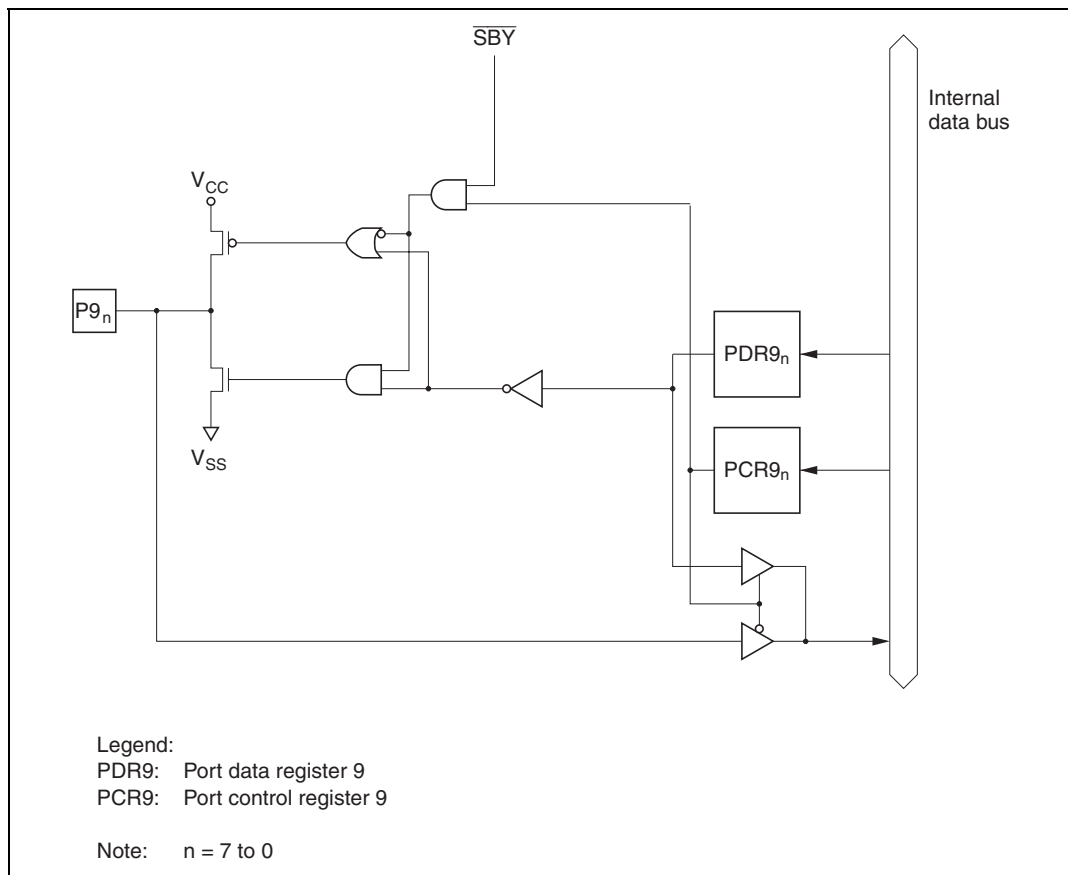 SBY
Internal
data bus
VCC
P9n
PDR9n
PCR9n
VSS
Legend:
PDR9: Port data register 9
PCR9: Port control register 9
Note: n = 7 to 0